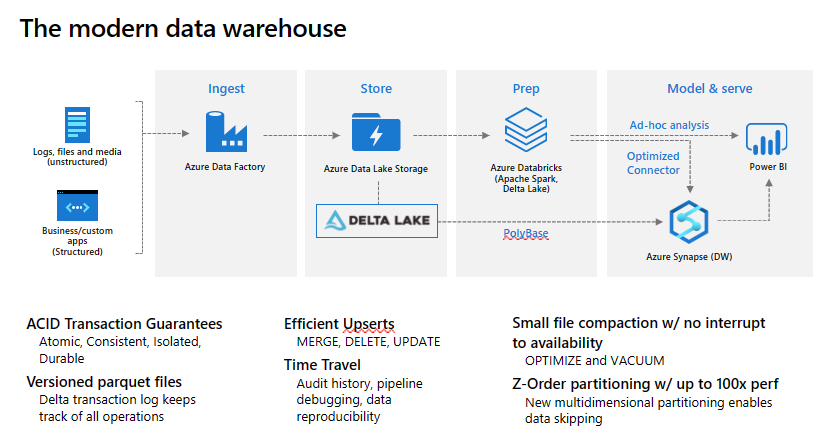 The modern data warehouse
Ingest
Store
Prep
Model & serve
Logs, files and media
(unstructured)
Business/custom
apps
(Structured)
Azure Data Factory
Azure Data Lake Storage
DELTA LAKE
Azure Databricks
(Apache Spark,
Delta Lake)
PolyBase
Ad-hoc analysis
Optimized
Connector
Power BI
Azure Synapse (DW)
ACID Transaction Guarantees
Atomic, Consistent, Isolated,
Durable
Versioned parquet files
Delta transaction log keeps
track of all operations
Efficient Upserts
MERGE, DELETE, UPDATE
Time Travel
Audit history, pipeline
debugging, data
reproducibility
Small file compaction w/ no interrupt
to availability
OPTIMIZE and VACUUM
Z-Order partitioning w/ up to 100x perf
New multidimensional partitioning enables
data skipping